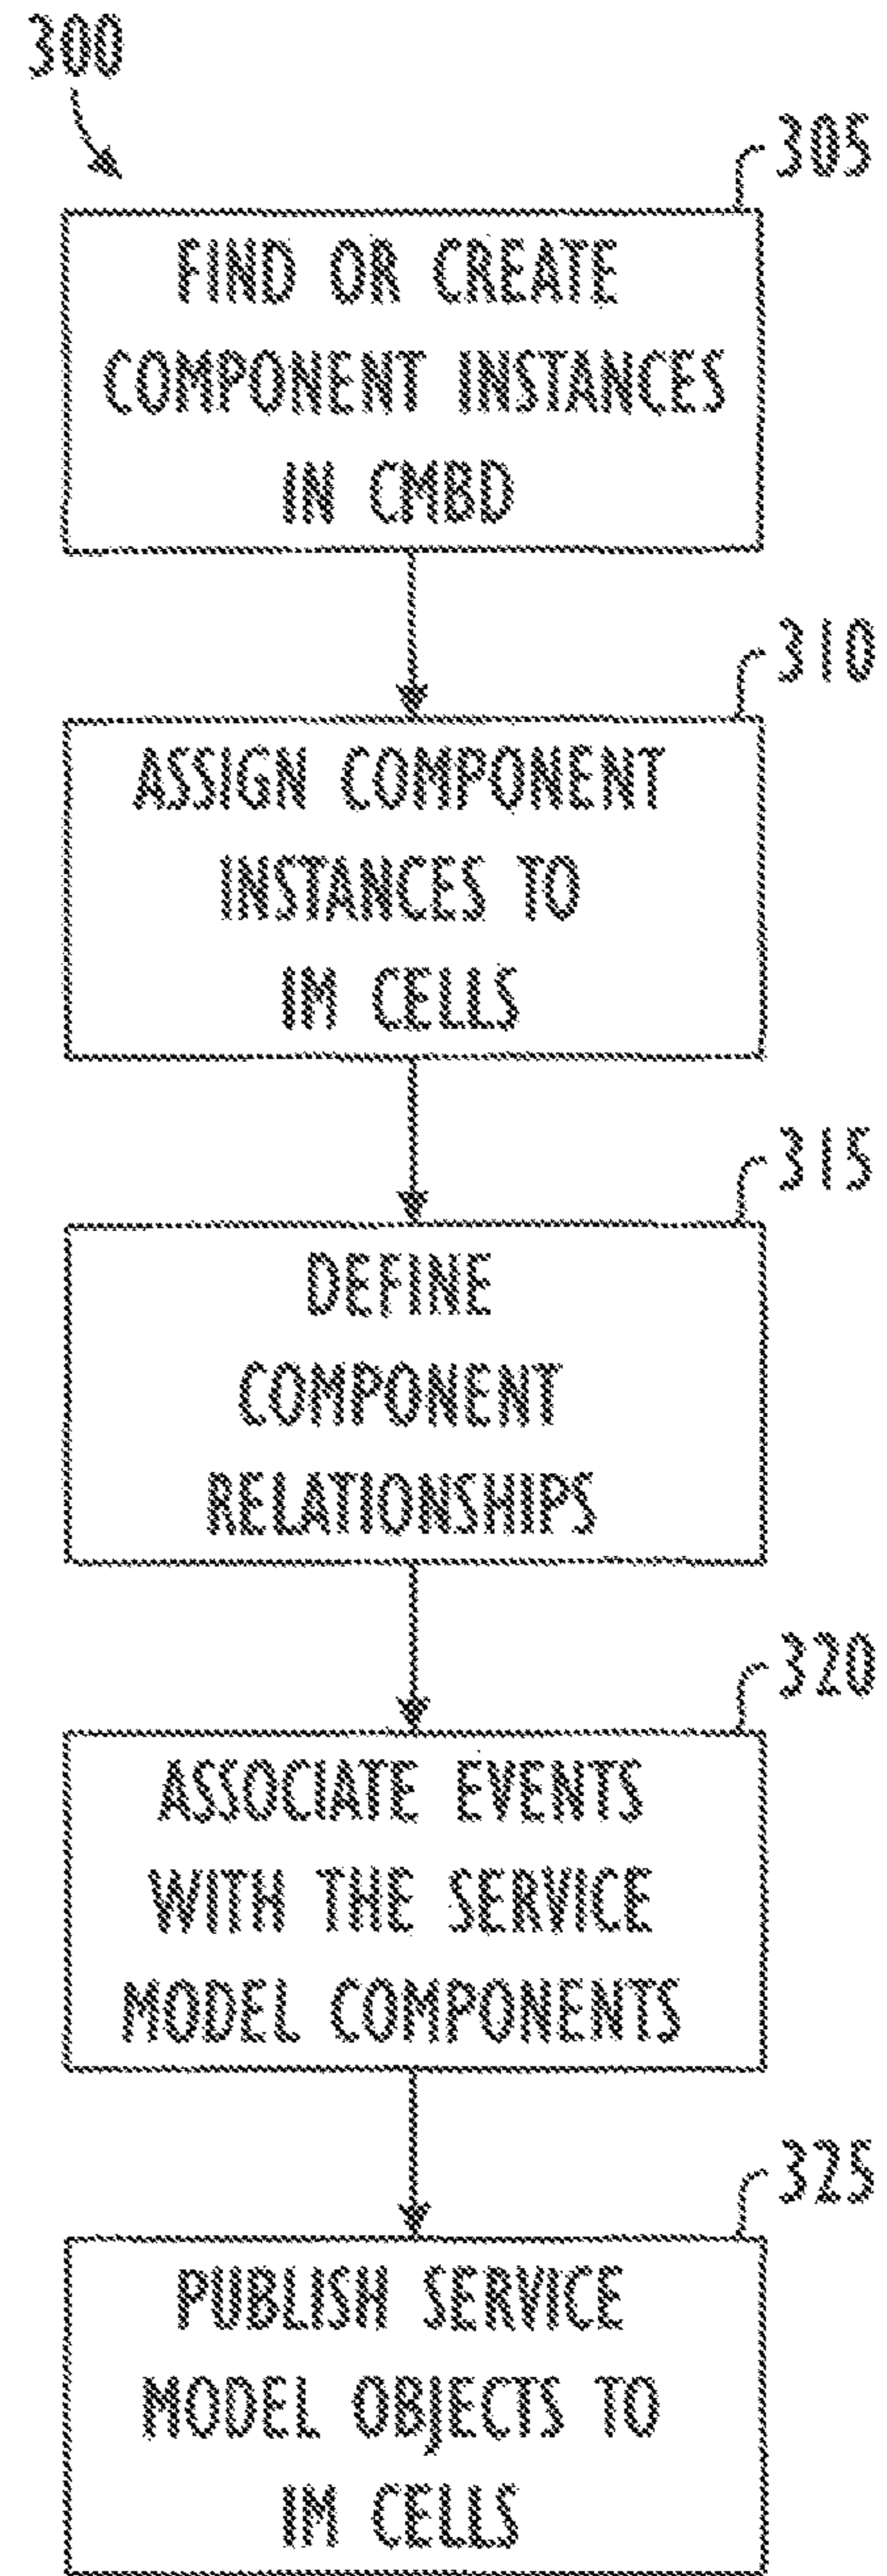 300
305
FIND OR CREATE
COMPONENT INSTANCES
IN CMBD
310
ASSIGN COMPONENT
INSTANCES TO
IM CELLS
315
DEFINE
COMPONENT
RELATIONSHIPS
320
ASSOCIATE EVENTS
WITH THE SERVICE
MODEL COMPONENTS
325
PUBLISH SERVICE
MODEL OBJECTS TO
IM CELLS